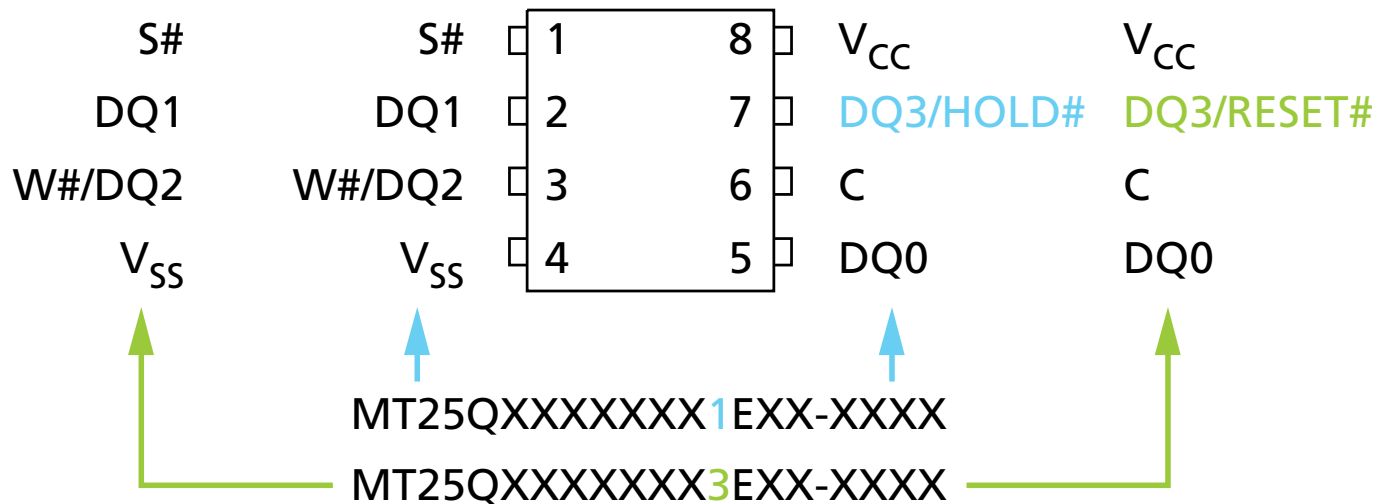 S# S# 1 8 VCC VCC
DQ1 DQ1 2 7 DQ3/HOLD# DQ3/RESET#
W#/DQ2 W#/DQ2 3 6 C C
VSS VSS 4 5 DQ0 DQ0
MT25QXXXXXXX1EXX-XXXX
MT25QXXXXXXX3EXX-XXXX